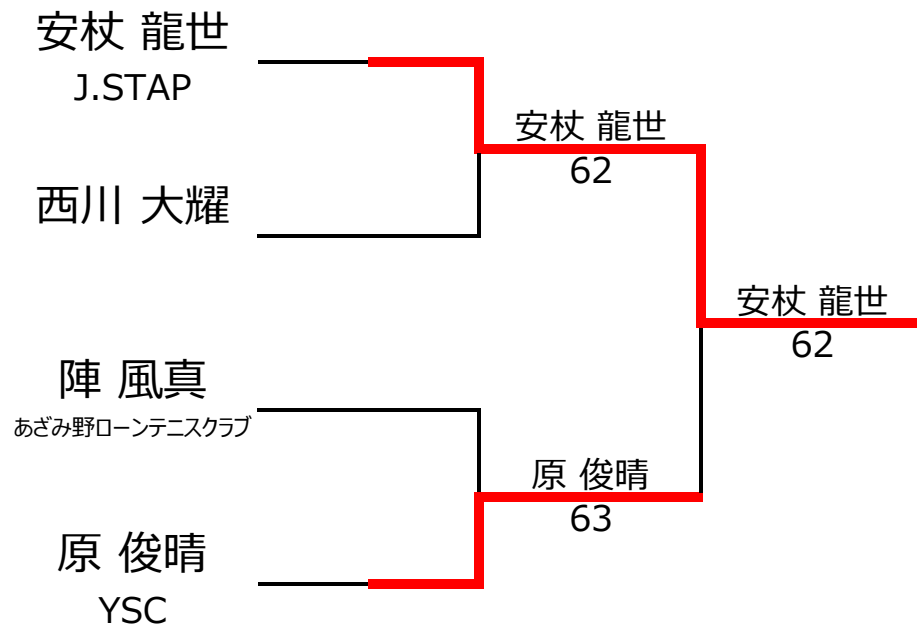 安杖 龍世
J.STAP
安杖 龍世
62
西川 大耀
安杖 龍世
62
陣 風真
あざみ野ローンテニスクラブ
原 俊晴
63
原 俊晴
YSC